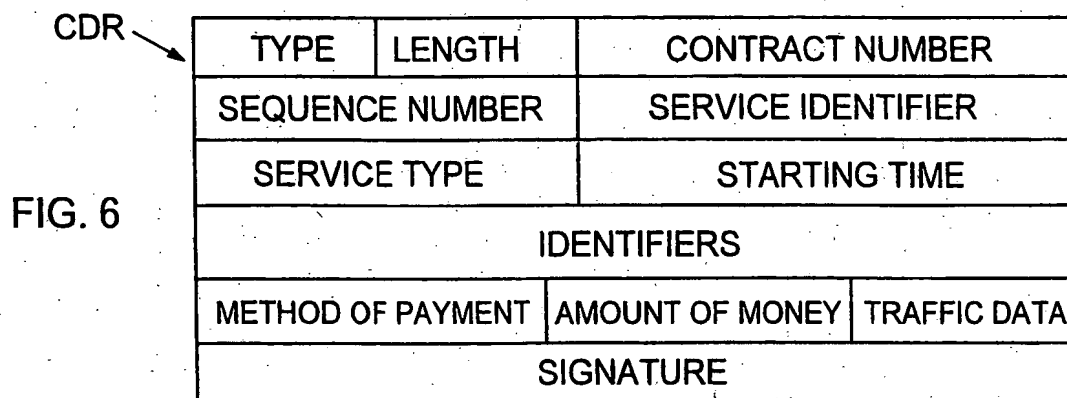 CDR
TYPE LENGTH CONTRACT NUMBER
SEQUENCE NUMBER SERVICE IDENTIFIER
SERVICE TYPE STARTING TIME
FIG. 6
IDENTIFIERS
METHOD OF PAYMENT AMOUNT OF MONEY TRAFFIC DATA
SIGNATURE